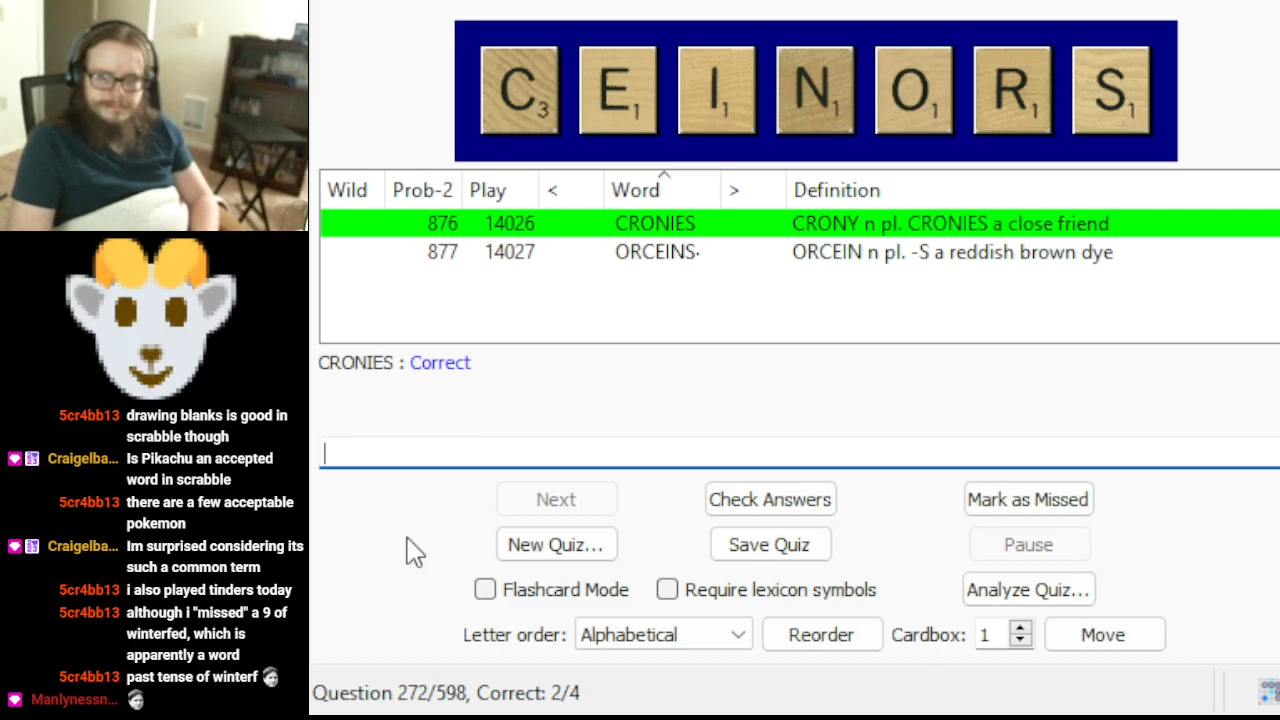 C3 E1 I1 N1 O1 R1 S1
Wild Prob-2 Play < Word > Definition
876 14026 CRONIES CRONY n pl. CRONIES a close friend
877 14027 ORCEINS· ORCEIN n pl. -S a reddish brown dye
CRONIES : Correct
Next Check Answers Mark as Missed
New Quiz... Save Quiz Pause
Flashcard Mode Require lexicon symbols Analyze Quiz...
Letter order: Alphabetical Reorder Cardbox: 1 Move
Question 272/598, Correct: 2/4
5cr4bb13 drawing blanks is good in
scrabble though
Craigelba... Is Pikachu an accepted
word in scrabble
5cr4bb13 there are a few acceptable
pokemon
Craigelba... Im surprised considering its
such a common term
5cr4bb13 i also played tinders today
5cr4bb13 although i "missed" a 9 of
winterfed, which is
apparently a word
5cr4bb13 past tense of winterf
Manlynessn...